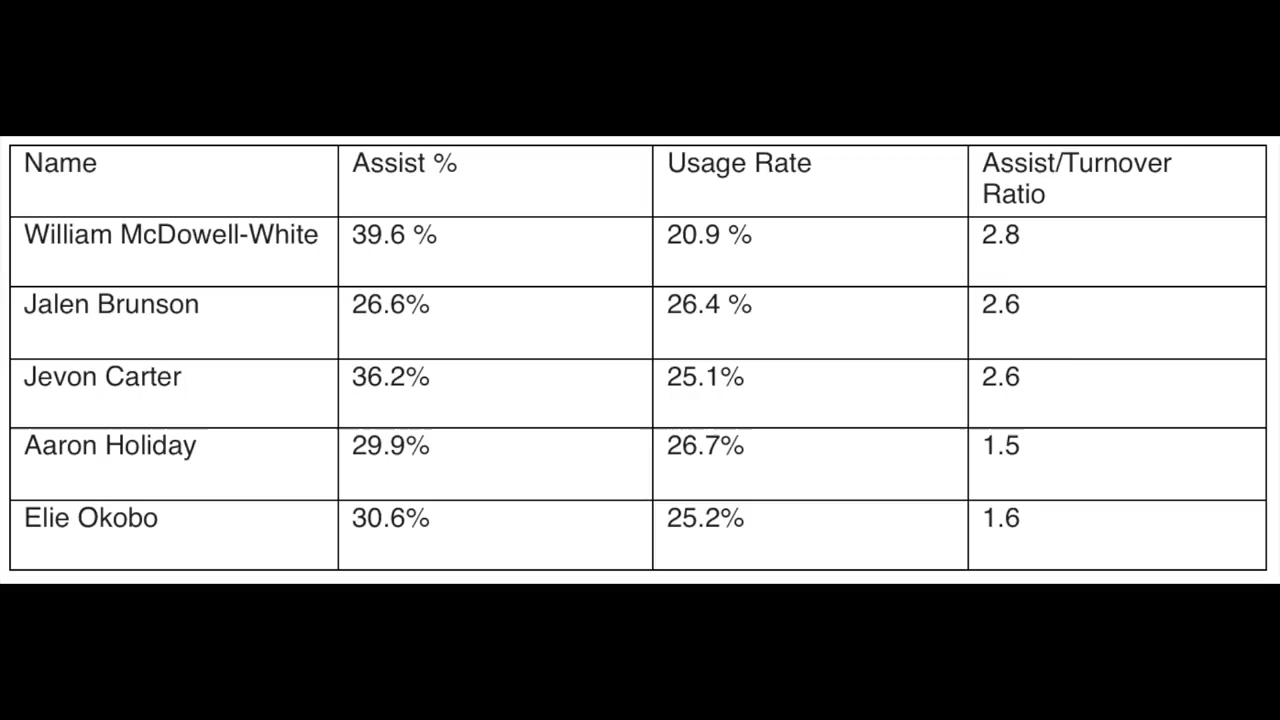 Name Assist % Usage Rate Assist/Turnover
Ratio
William McDowell-White 39.6 % 20.9 % 2.8
Jalen Brunson 26.6% 26.4 % 2.6
Jevon Carter 36.2% 25.1% 2.6
Aaron Holiday 29.9% 26.7% 1.5
Elie Okobo 30.6% 25.2% 1.6